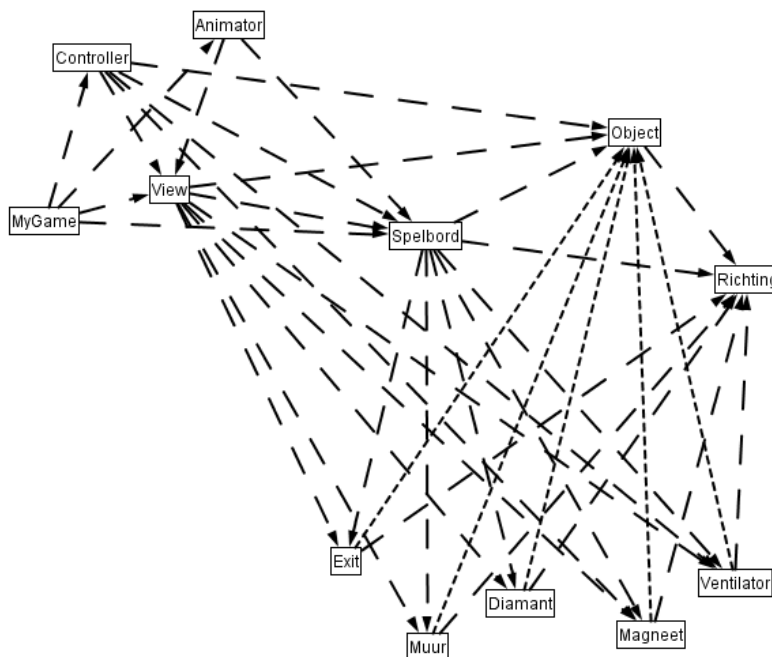 Animator
Controller
Object
View
MyGame
Spelbord
Richting
Exit
Ventilator
Diamant
Magneet
Muur